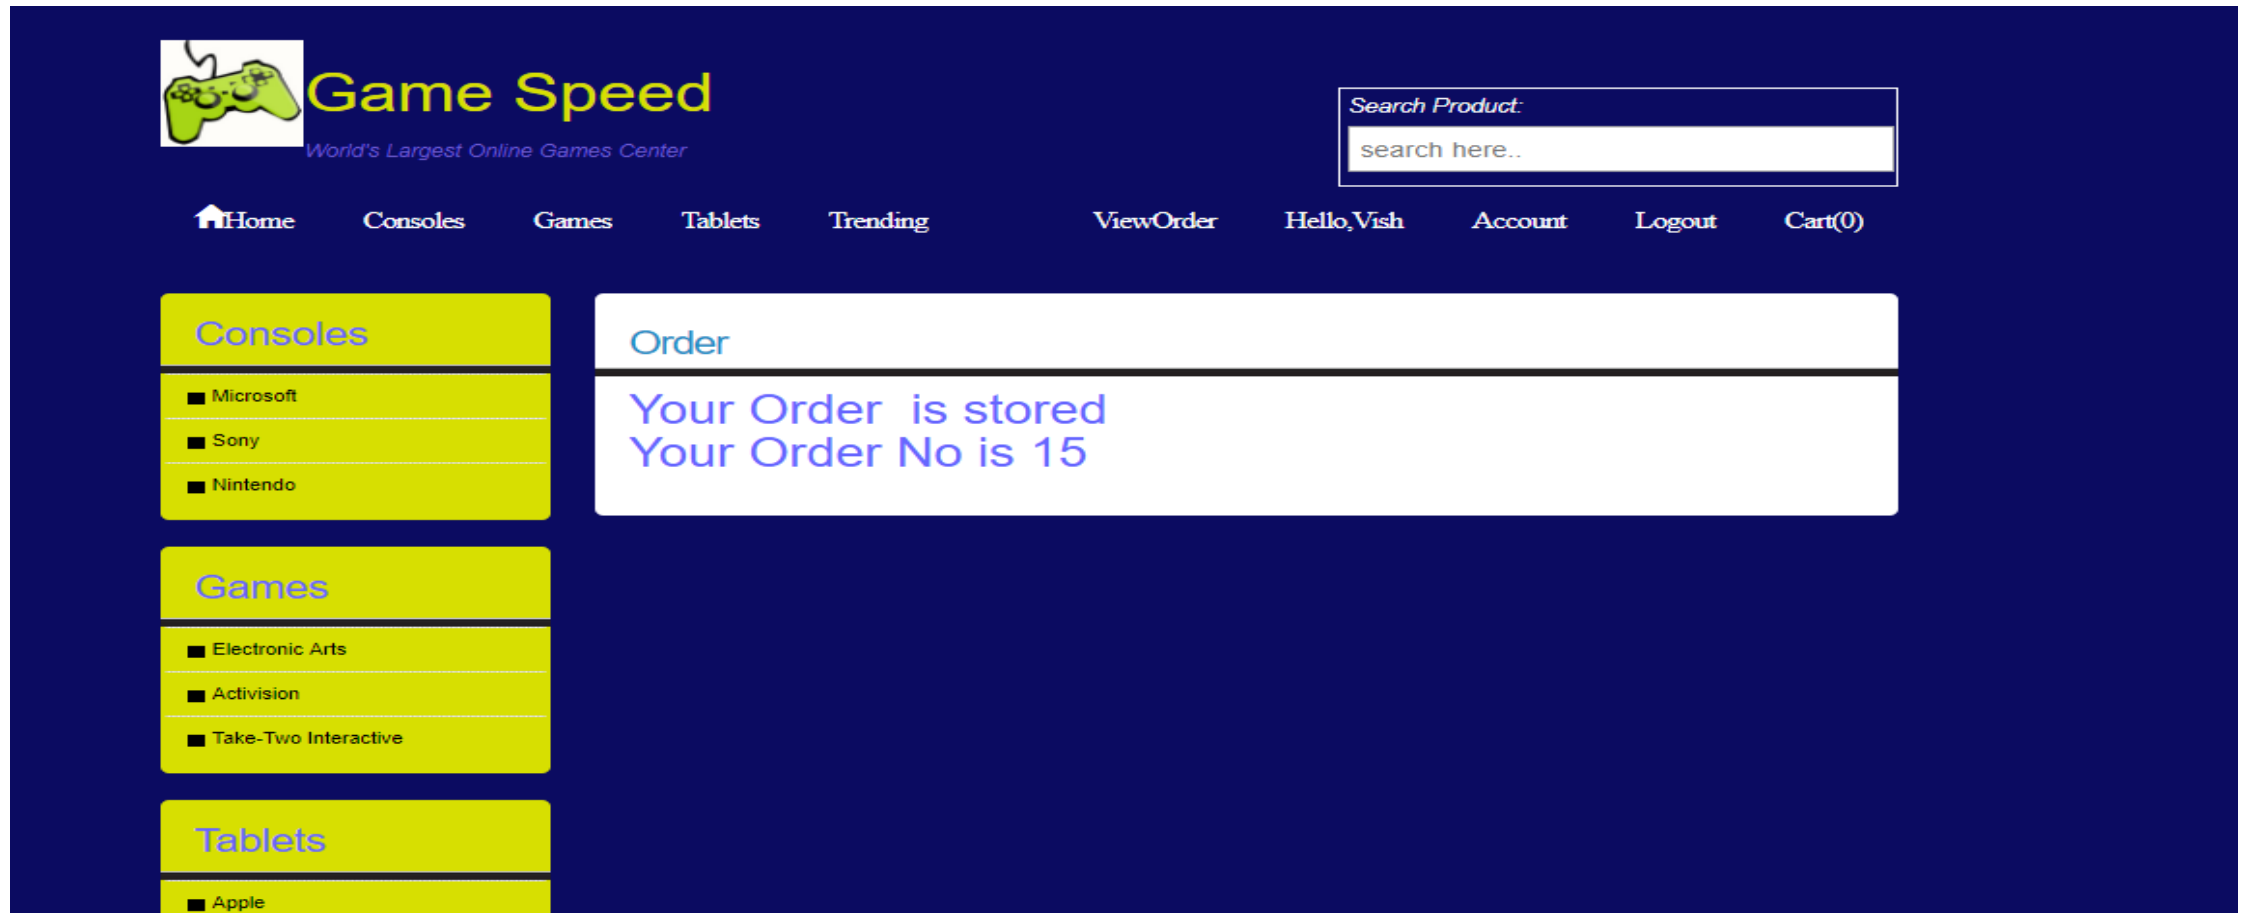 Game Speed
World's Largest Online Games Center
Search Product:
search here..
Home Consoles Games Tablets Trending ViewOrder Hello,Vish Account Logout Cart(0)
Consoles
Microsoft
Sony
Nintendo
Order
Your Order is stored
Your Order No is 15
Games
Electronic Arts
Activision
Take-Two Interactive
Tablets
Apple